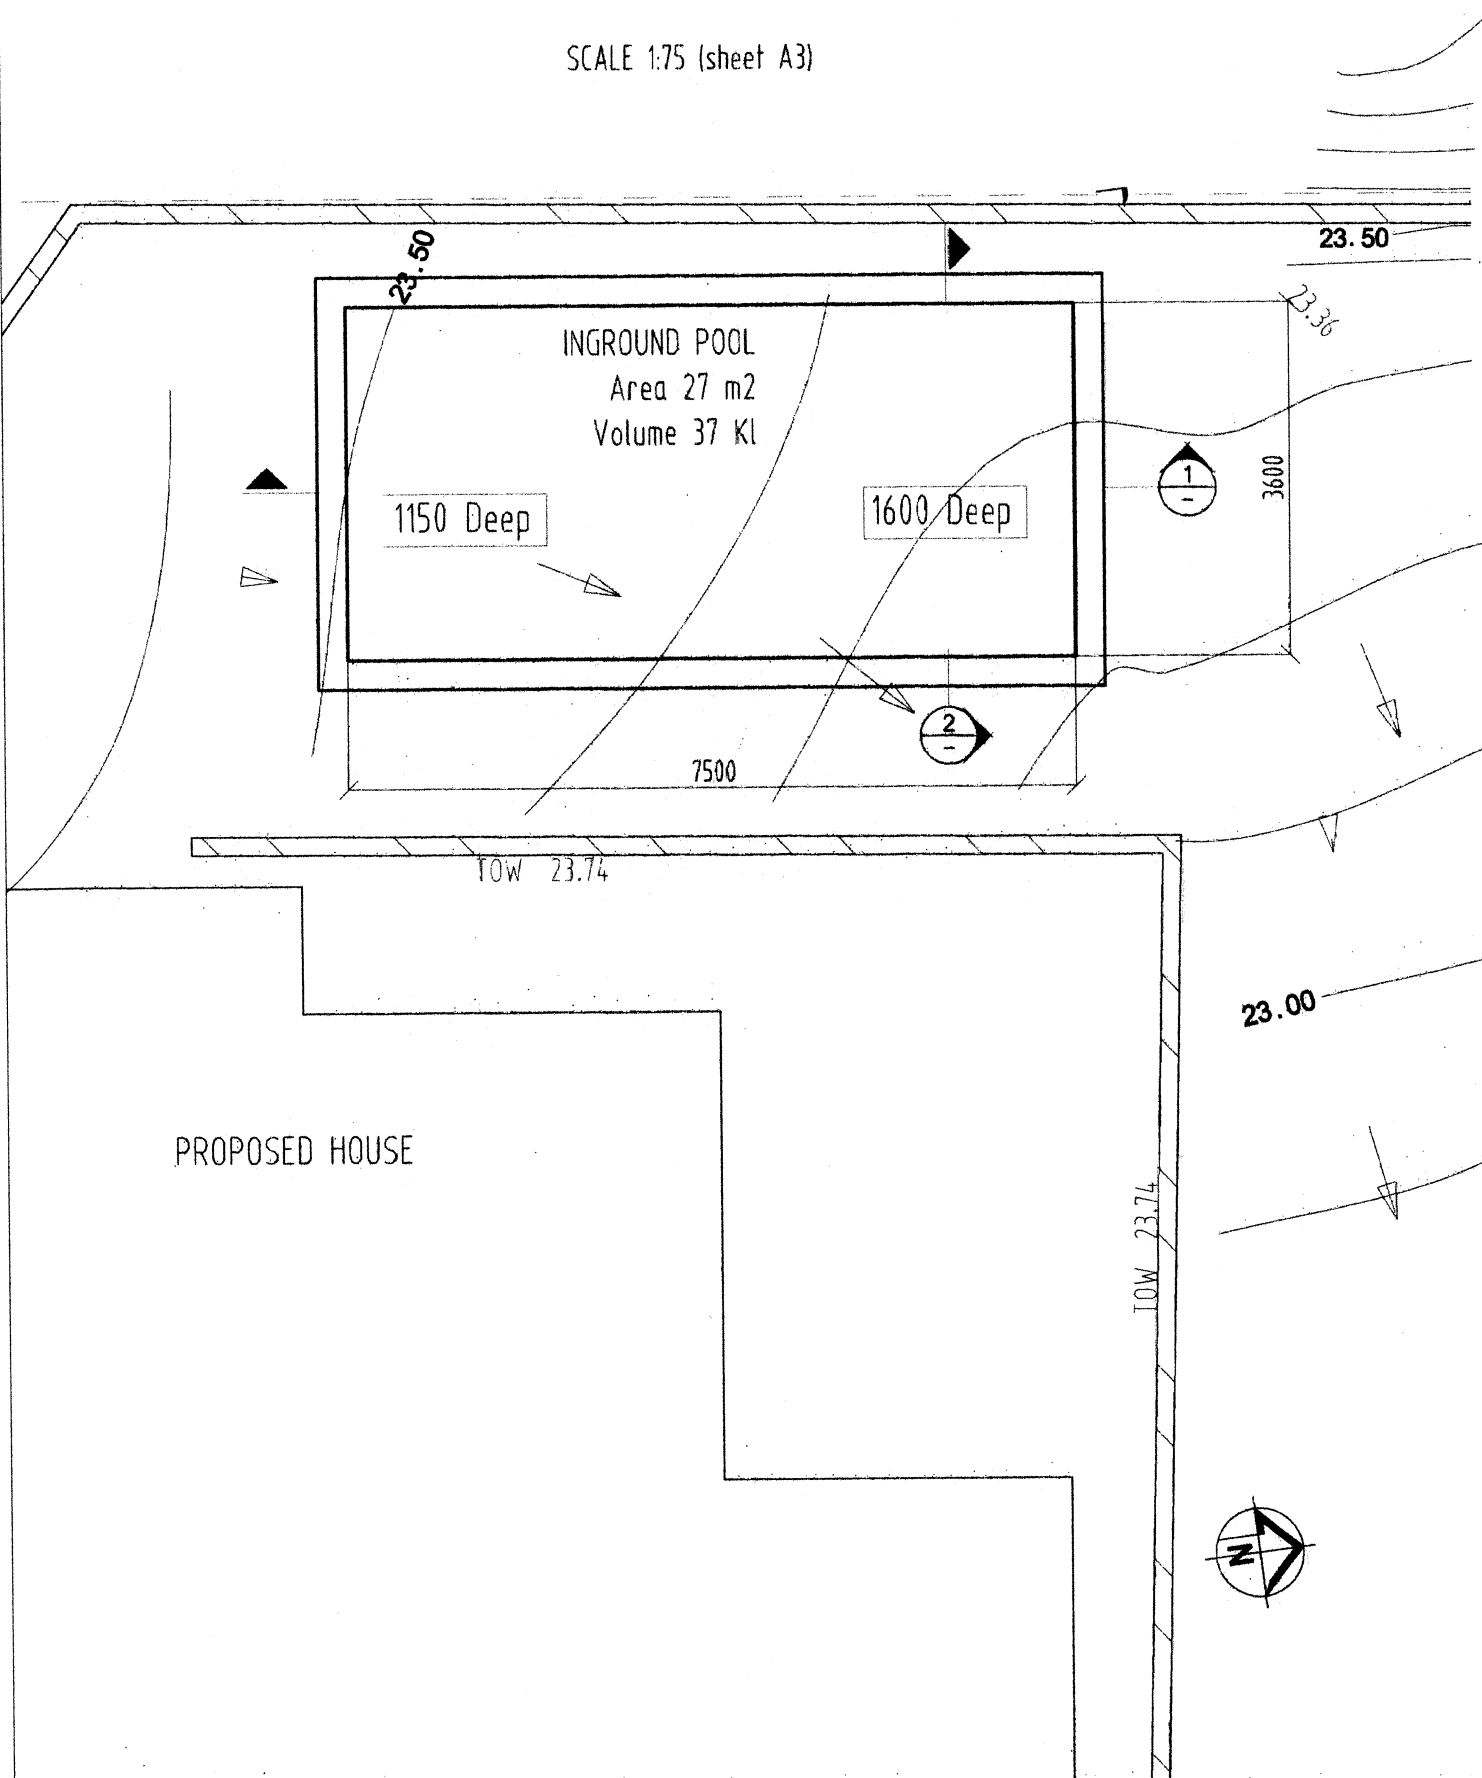 SCALE 1:75 (sheet A3)
23.50
23.50
23.36
INGROUND POOL
Area 27 m2
Volume 37 Kl
1150 Deep
1600 Deep
1
-
3600
2
-
7500
TOW 23.74
23.00
PROPOSED HOUSE
TOW 23.74
N